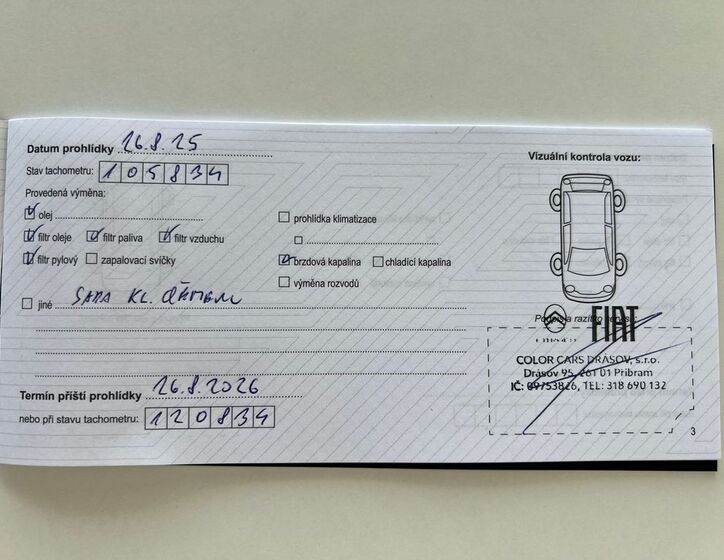 Datum prohlídky 26.8.25
Stav tachometru: 105834
Provedená výměna:
olej
filtr oleje filtr paliva filtr vzduchu
filtr pylový zapalovací svíčky
prohlídka klimatizace
brzdová kapalina chladící kapalina
výměna rozvodů
jiné SADA KL.
Termín příští prohlídky 26.8.2026
nebo při stavu tachometru: 120834
Vizuální kontrola vozu:
Podpis a razítko servisu:
FIAT
COLOR CARS DRASOV, s.r.o.
Drásov 95, 261 01 Příbram
IČ: 09753826, TEL: 318 690 132
3